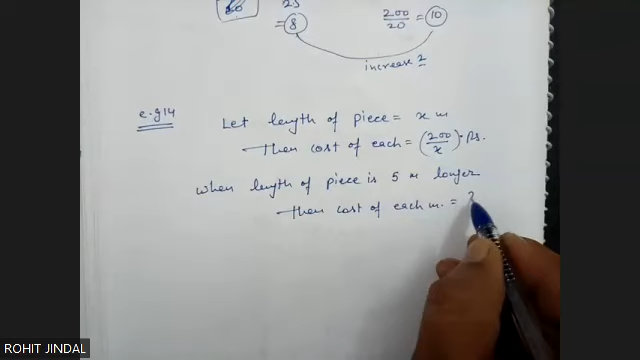 25
= 8
200/20 = 10
increase 2
e.g 14
Let length of piece = x m
Then cost of each = (200/x) Rs.
When length of piece is 5 m longer
Then cost of each m. =
ROHIT JINDAL